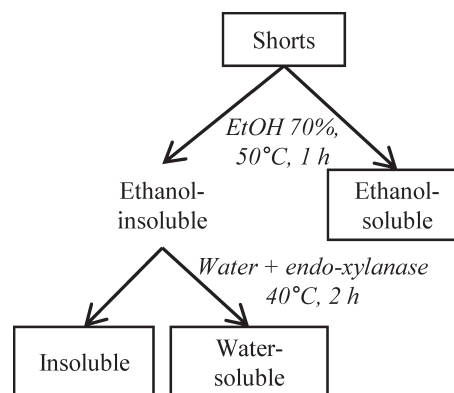 Shorts
EtOH 70%,
50°C, 1 h
Ethanol-
insoluble
Ethanol-
soluble
Water + endo-xylanase
40°C, 2 h
Insoluble
Water-
soluble